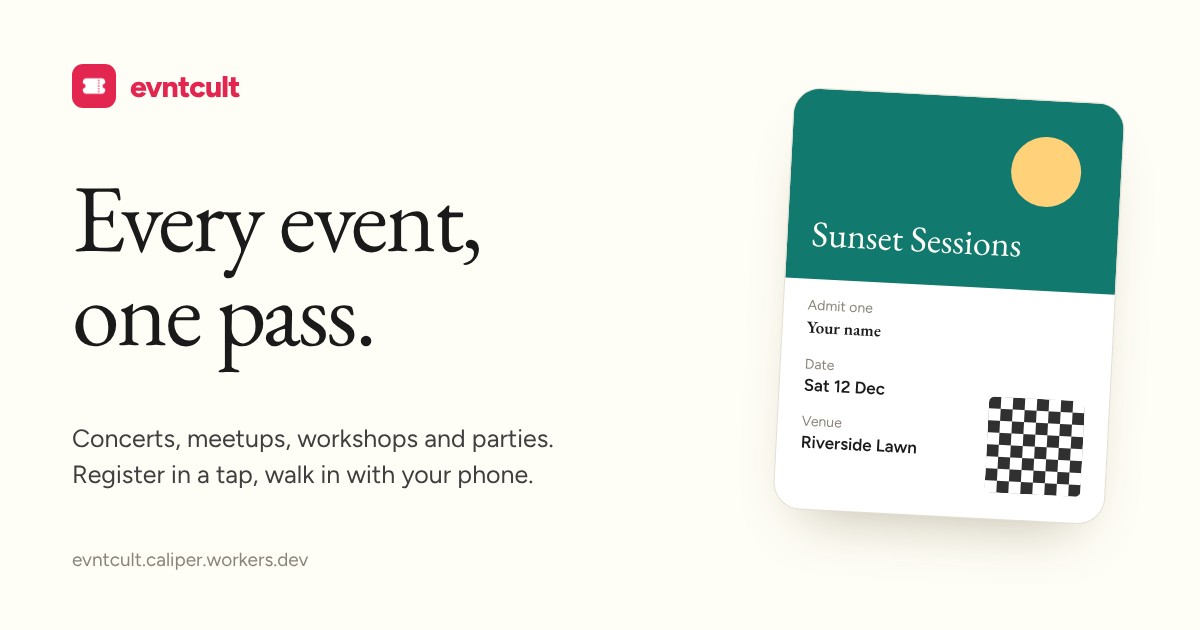 evntcult
Every event,
one pass.
Concerts, meetups, workshops and parties.
Register in a tap, walk in with your phone.
evntcult.caliper.workers.dev
Sunset Sessions
Admit one
Your name
Date
Sat 12 Dec
Venue
Riverside Lawn